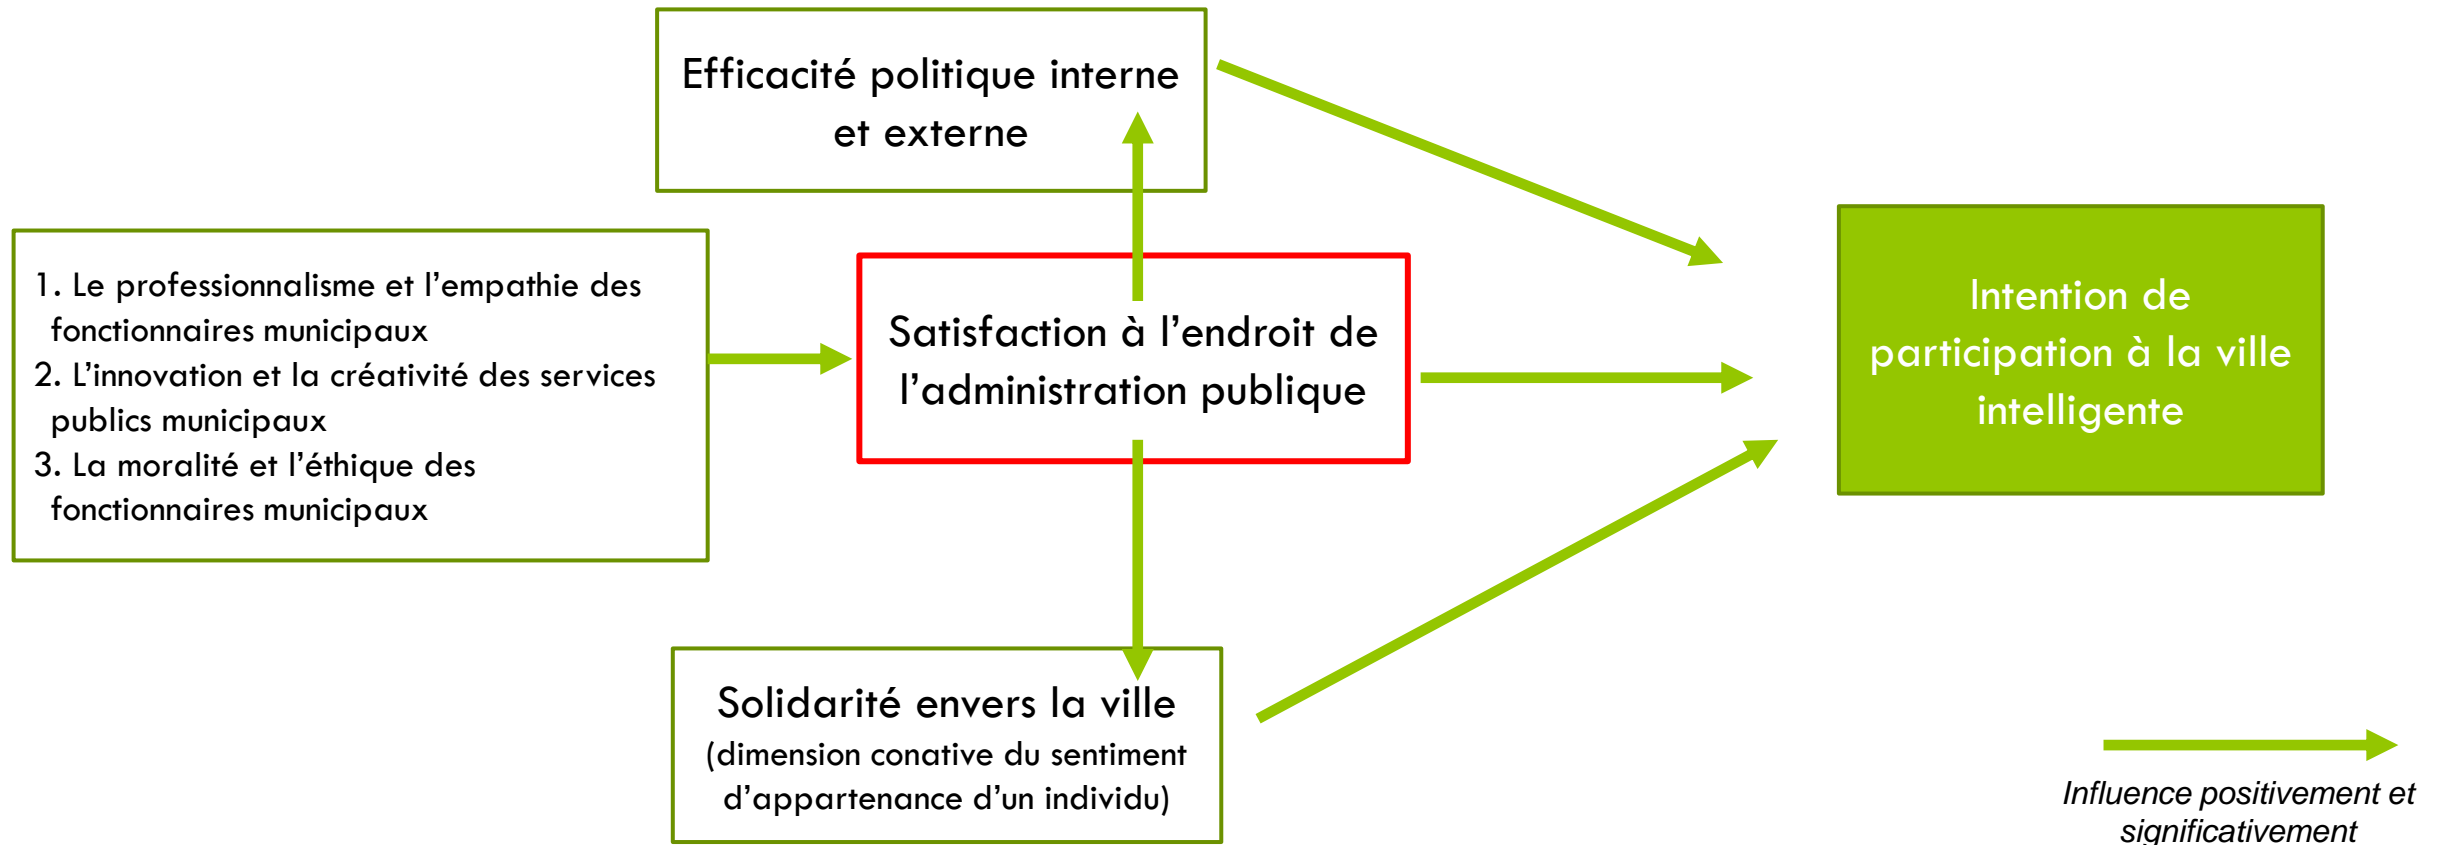 Efficacité politique interne
et externe
1. Le professionnalisme et l'empathie des
fonctionnaires municipaux
2. L'innovation et la créativité des services
publics municipaux
3. La moralité et l'éthique des
fonctionnaires municipaux
Satisfaction à l'endroit de
l'administration publique
Intention de
participation à la ville
intelligente
Solidarité envers la ville
(dimension conative du sentiment
d'appartenance d'un individu)
Influence positivement et
significativement